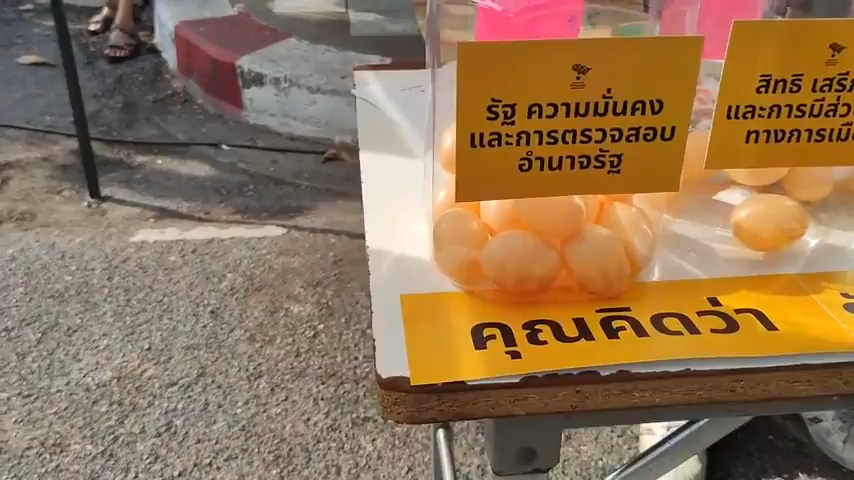 รัฐ ความมั่นคง
และการตรวจสอบ
อำนาจรัฐ
สิทธิ เสรีภ
และการมีส่ว
ทางการเมือ
คุณคิดว่า